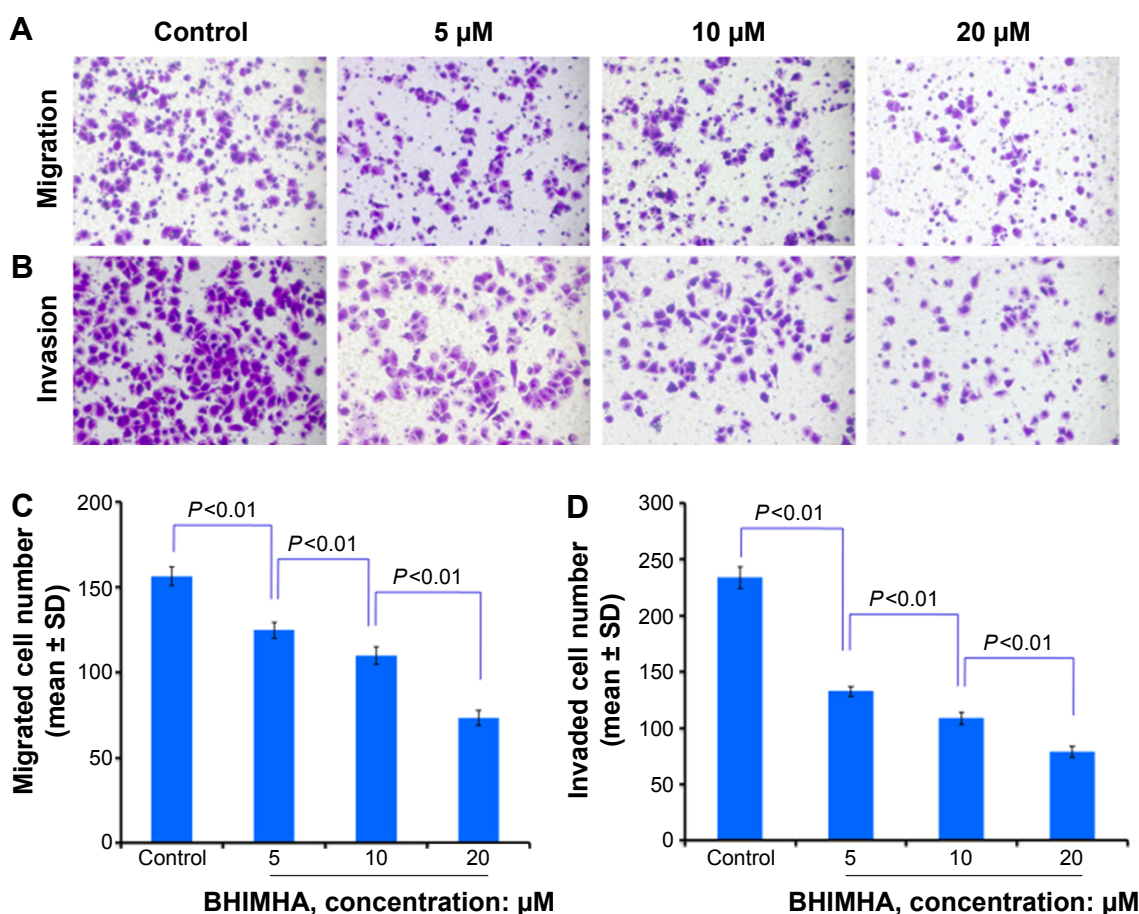 A
Control 5 µM 10 µM 20 µM
Migration
B
Invasion
C
Migrated cell number
(mean ± SD)
200
150
100
50
0
P<0.01
P<0.01
P<0.01
Control 5 10 20
BHIMHA, concentration: µM
D
Invaded cell number
(mean ± SD)
300
250
200
150
100
50
0
P<0.01
P<0.01
P<0.01
Control 5 10 20
BHIMHA, concentration: µM